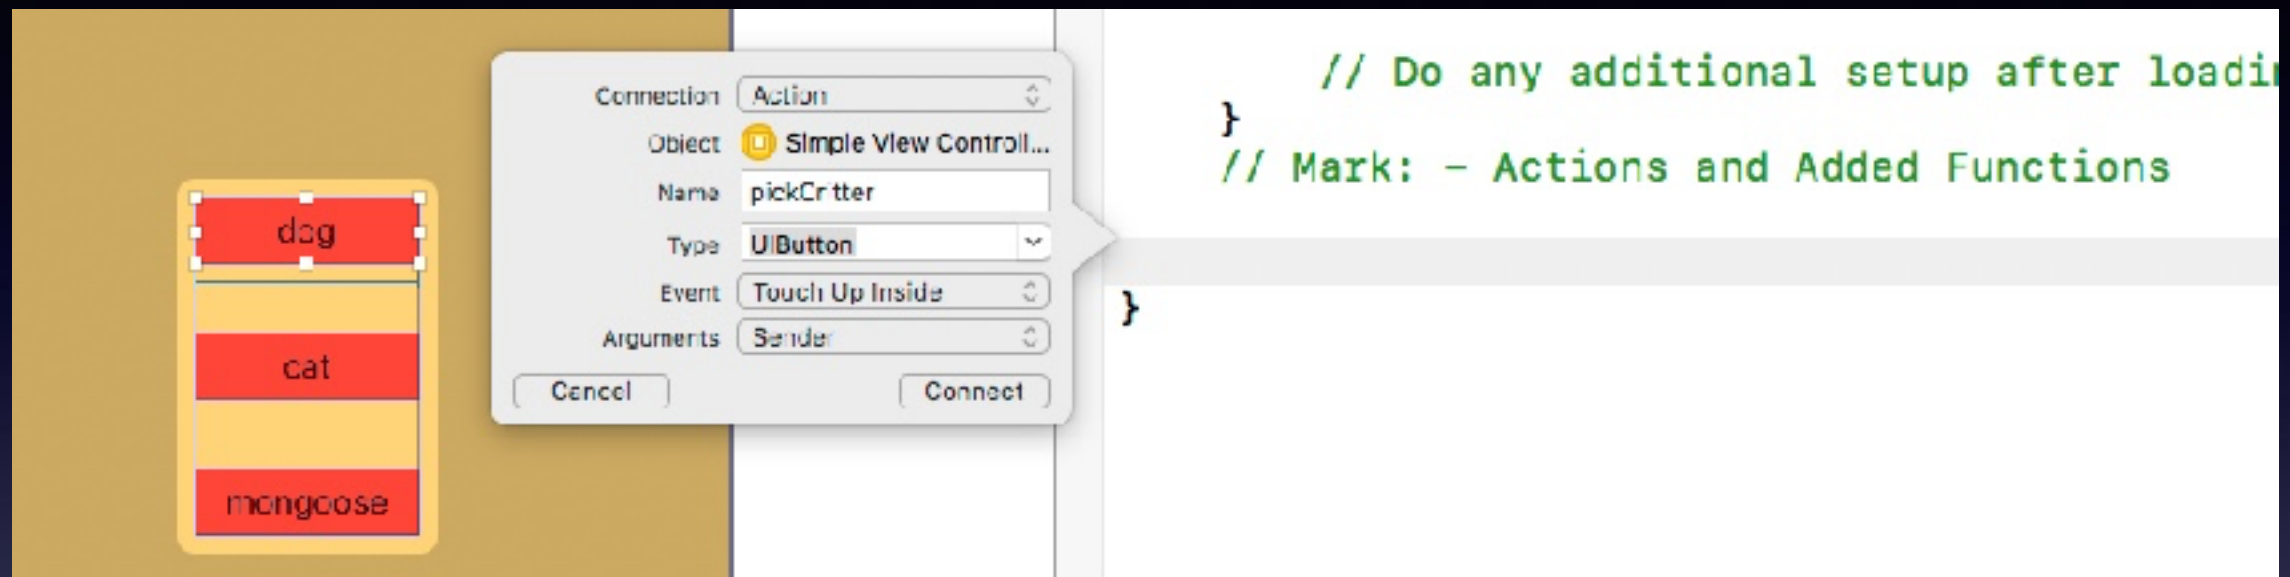 dog
cat
mongoose
Connection Action
Object Simple View Controll...
Name pickCritter
Type UIButton
Event Touch Up Inside
Arguments Sender
Cancel Connect
// Do any additional setup after loadin
}
// Mark: - Actions and Added Functions
}